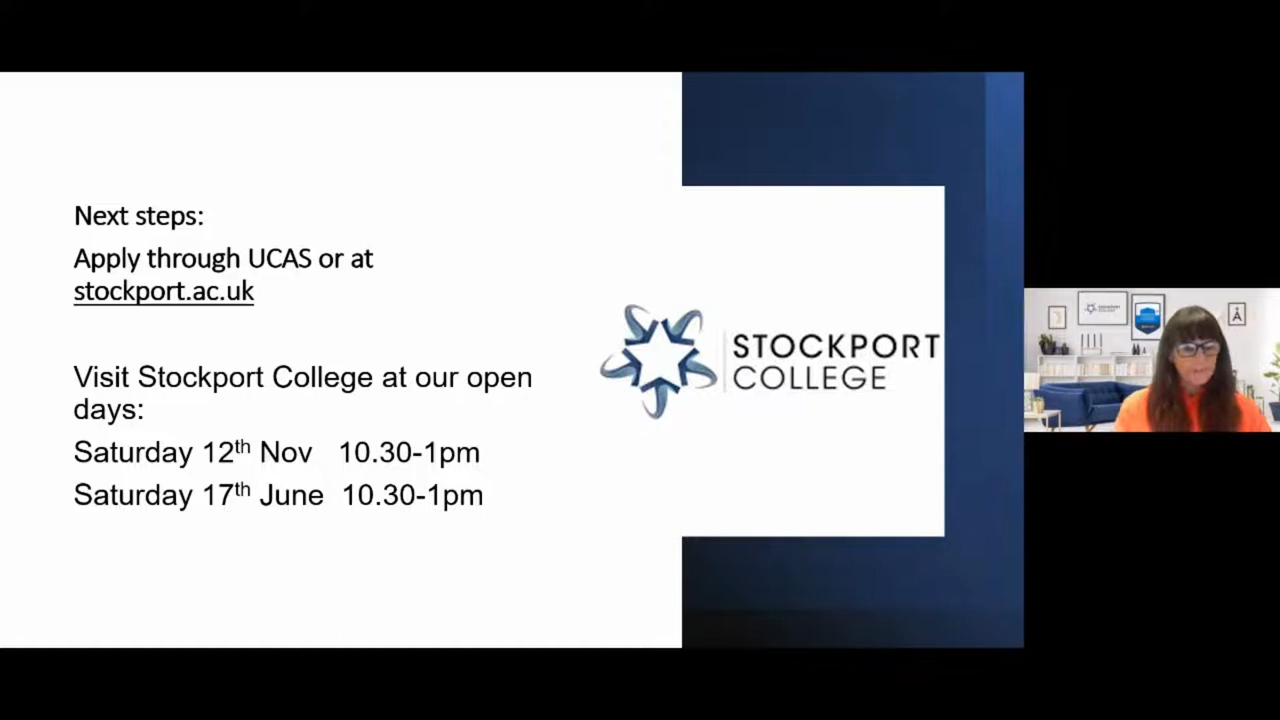 Next steps:
Apply through UCAS or at
stockport.ac.uk
Visit Stockport College at our open
days:
Saturday 12th Nov 10.30-1pm
Saturday 17th June 10.30-1pm
STOCKPORT
COLLEGE